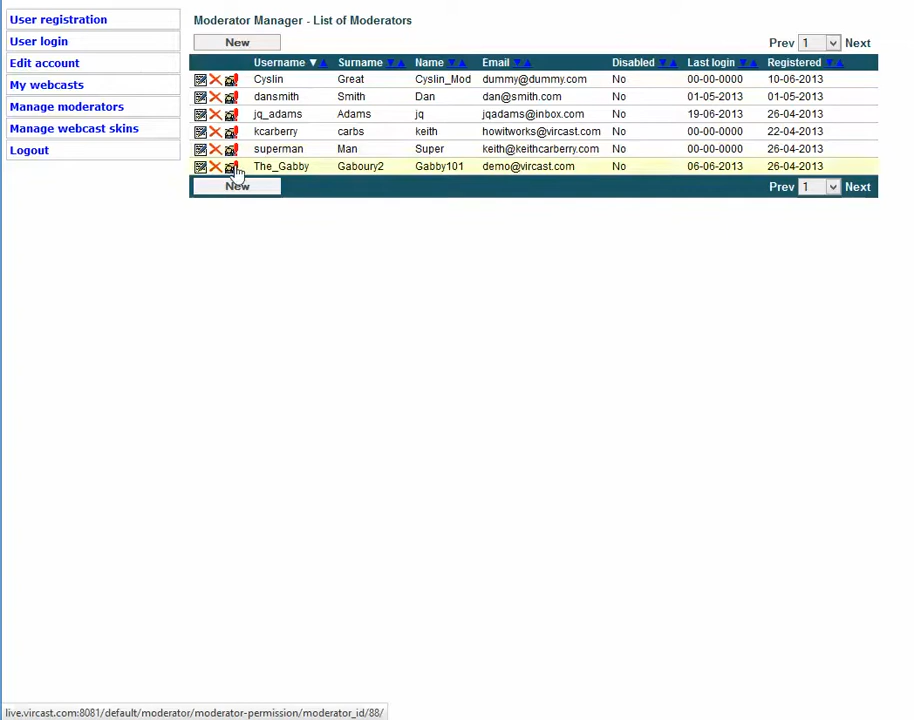 User registration
User login
Edit account
My webcasts
Manage moderators
Manage webcast skins
Logout
Moderator Manager - List of Moderators
New Prev 1 Next
Username Surname Name Email Disabled Last login Registered
Cyslin Great Cyslin_Mod dummy@dummy.com No 00-00-0000 10-06-2013
dansmith Smith Dan dan@smith.com No 01-05-2013 01-05-2013
jq_adams Adams jq jqadams@inbox.com No 19-06-2013 26-04-2013
kcarberry carbs keith howitworks@vircast.com No 00-00-0000 22-04-2013
superman Man Super keith@keithcarberry.com No 00-00-0000 26-04-2013
The_Gabby Gaboury2 Gabby101 demo@vircast.com No 06-06-2013 26-04-2013
New Prev 1 Next
live.vircast.com:8081/default/moderator/moderator-permission/moderator_id/88/